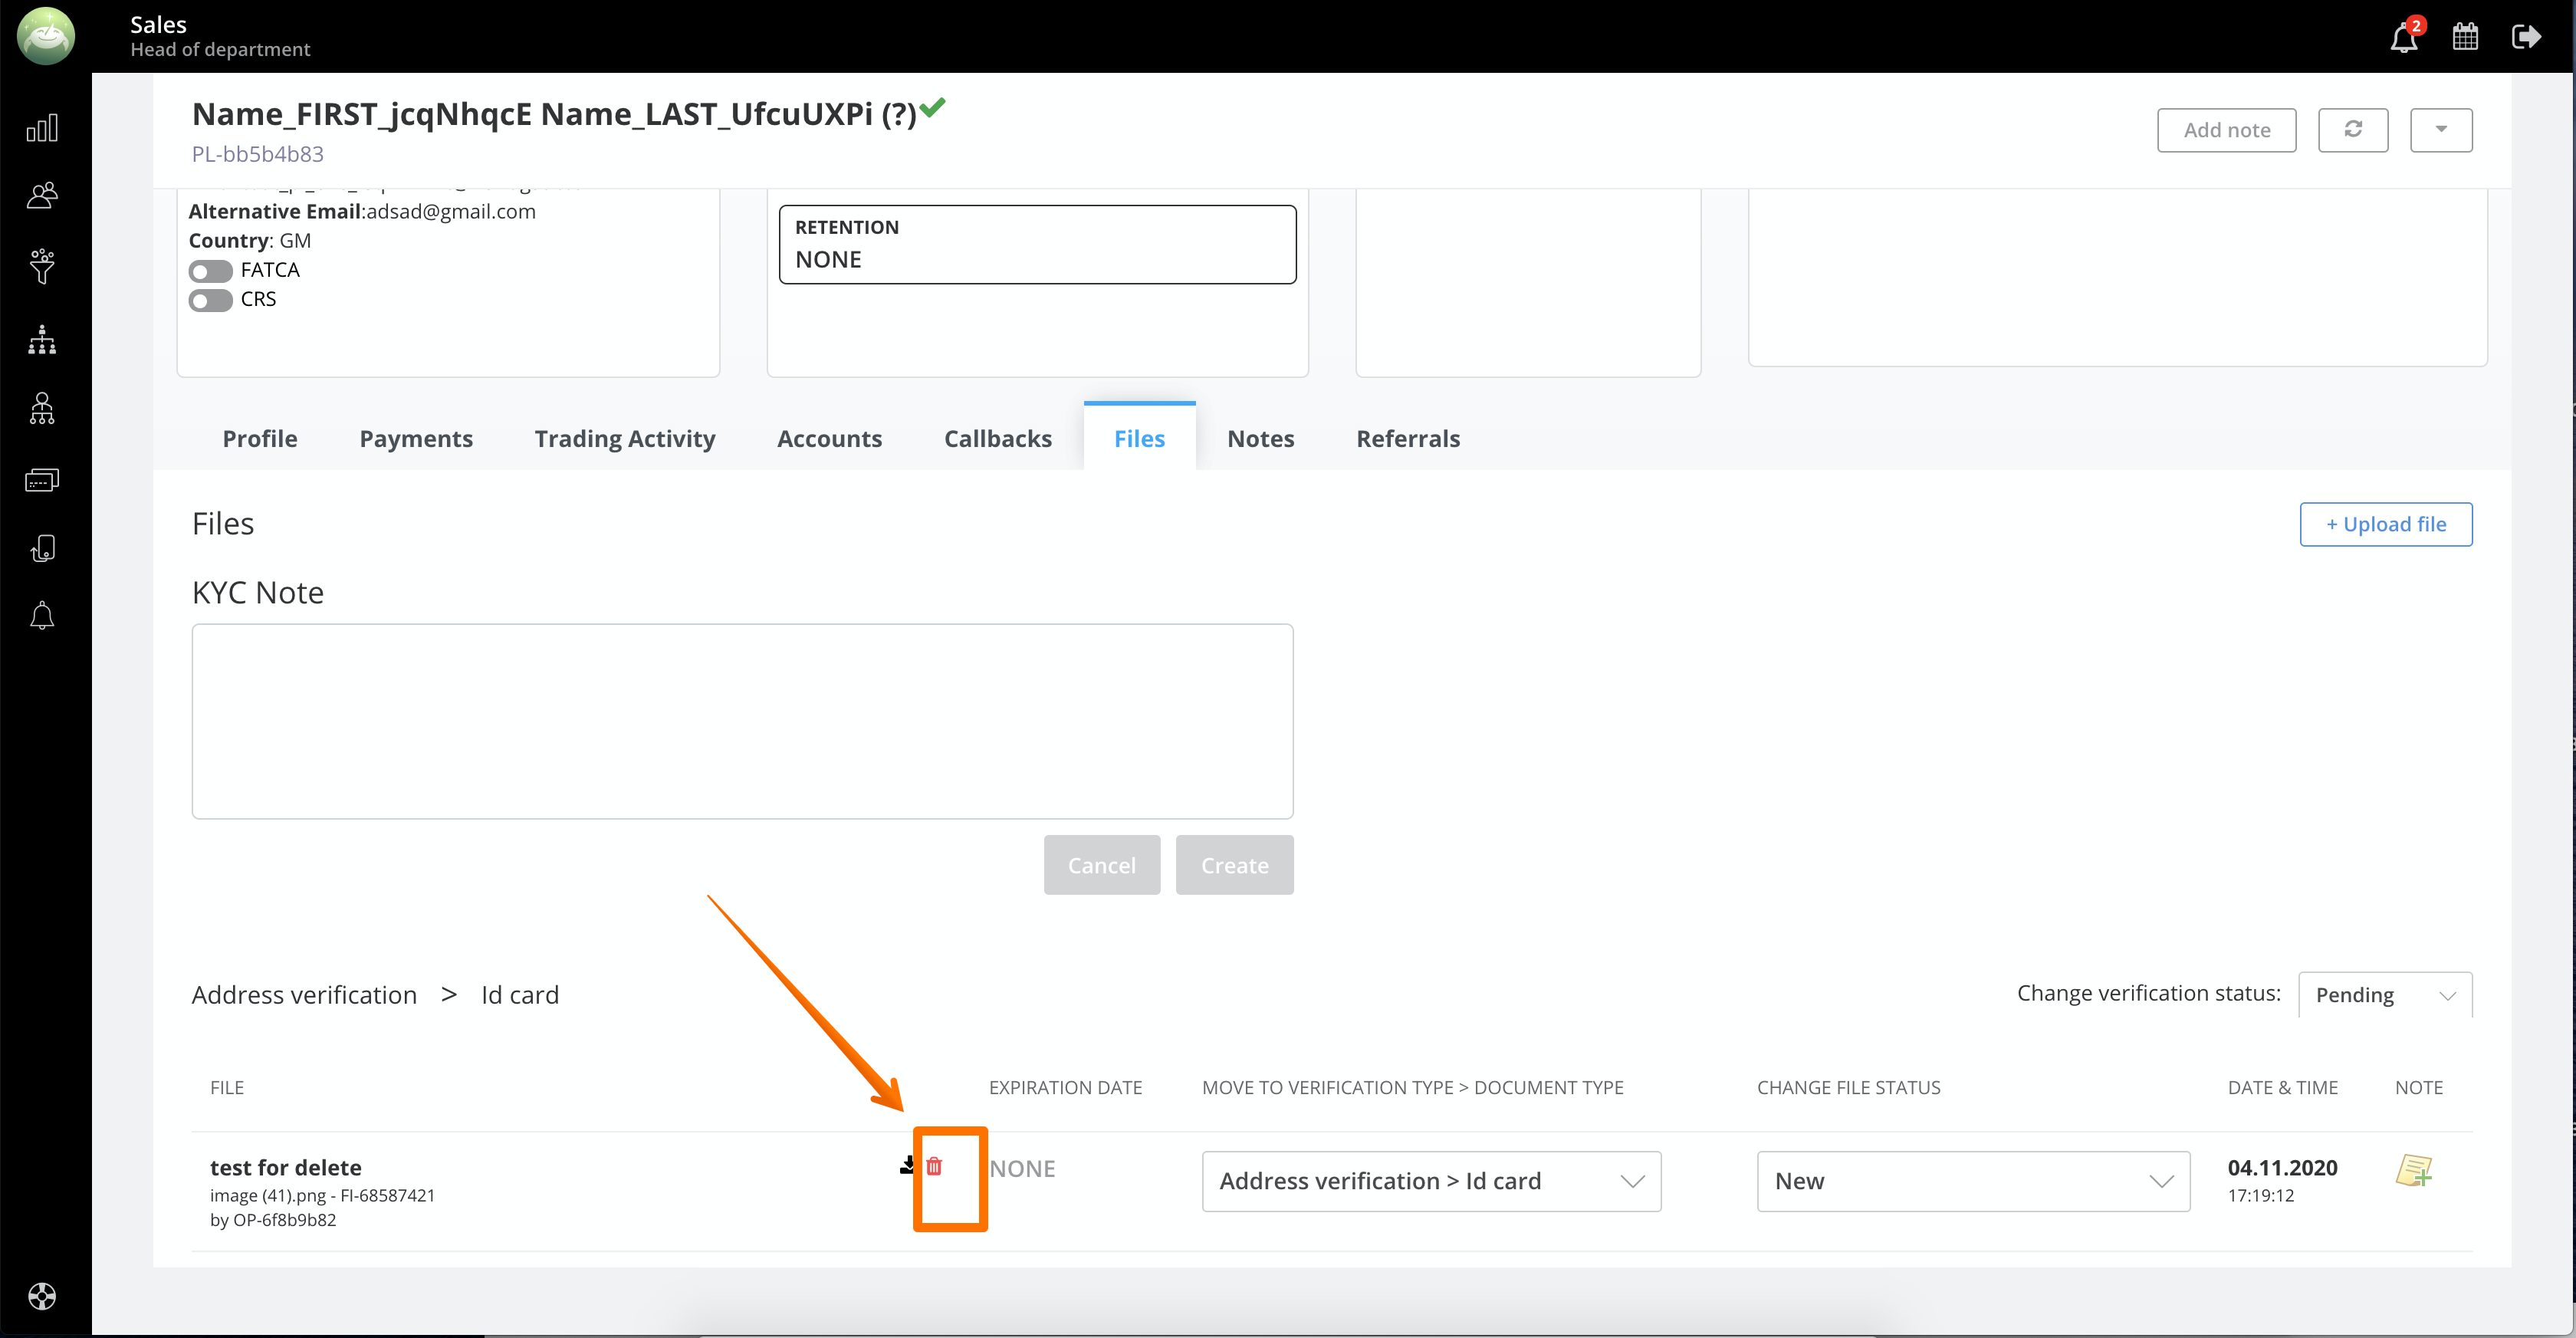 Sales
Head of department
2
Name_FIRST_jcqNhqcE Name_LAST_UfcuUXPi (?)
PL-bb5b4b83
Add note
Alternative Email:adsad@gmail.com
Country: GM
FATCA
CRS
RETENTION
NONE
Profile
Payments
Trading Activity
Accounts
Callbacks
Files
Notes
Referrals
Files
+ Upload file
KYC Note
Cancel
Create
Address verification > Id card
Change verification status:
Pending
FILE
EXPIRATION DATE
MOVE TO VERIFICATION TYPE > DOCUMENT TYPE
CHANGE FILE STATUS
DATE & TIME
NOTE
test for delete
image (41).png - FI-68587421
by OP-6f8b9b82
NONE
Address verification > Id card
New
04.11.2020
17:19:12